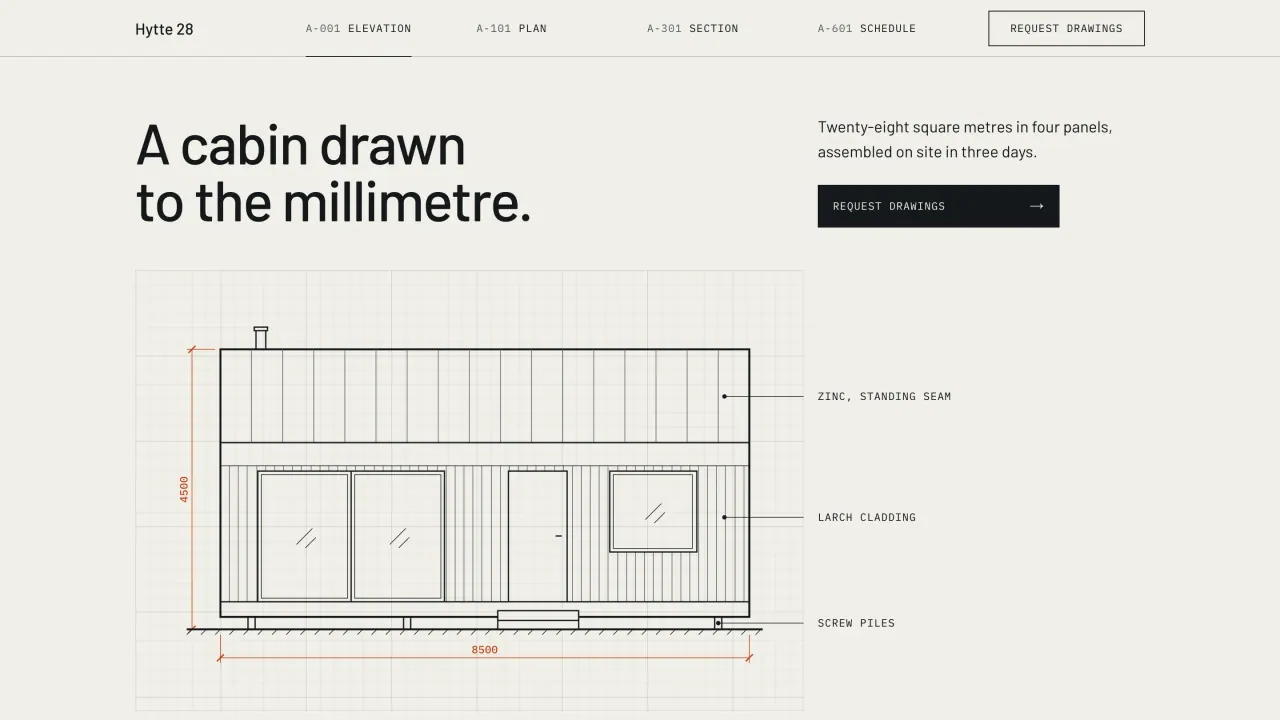 Hytte 28
A-001 ELEVATION
A-101 PLAN
A-301 SECTION
A-601 SCHEDULE
REQUEST DRAWINGS
A cabin drawn
to the millimetre.
Twenty-eight square metres in four panels,
assembled on site in three days.
REQUEST DRAWINGS →
ZINC, STANDING SEAM
4500
LARCH CLADDING
SCREW PILES
8500